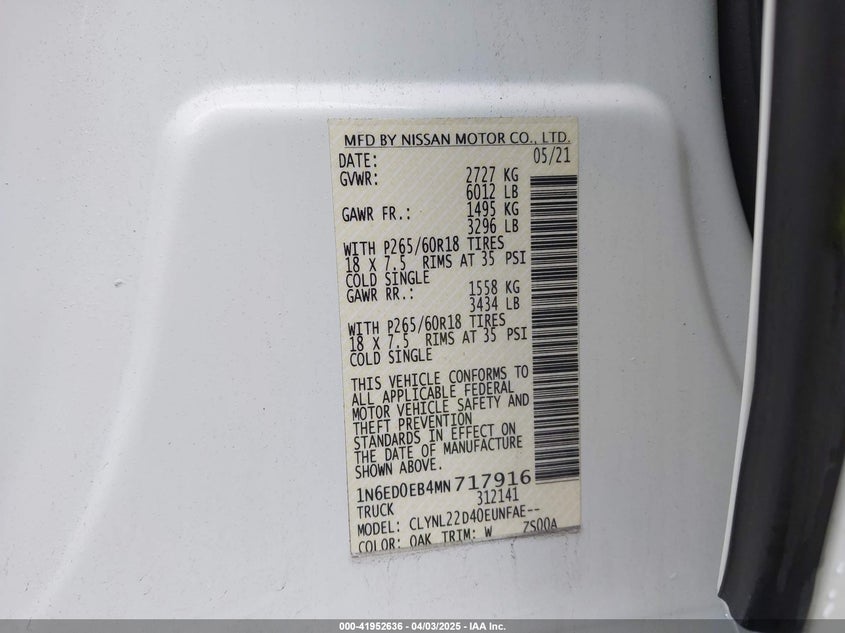 MFD BY NISSAN MOTOR CO., LTD.
DATE: 05/21
GVWR: 2727 KG
6012 LB
GAWR FR.: 1495 KG
3296 LB
WITH P265/60R18 TIRES
18 X 7.5 RIMS AT 35 PSI
COLD SINGLE
GAWR RR.: 1558 KG
3434 LB
WITH P265/60R18 TIRES
18 X 7.5 RIMS AT 35 PSI
COLD SINGLE
THIS VEHICLE CONFORMS TO
ALL APPLICABLE FEDERAL
MOTOR VEHICLE SAFETY AND
THEFT PREVENTION
STANDARDS IN EFFECT ON
THE DATE OF MANUFACTURE
SHOWN ABOVE.
1N6ED0EB4MN717916
TRUCK 312141
MODEL: CLYNL22D40EUNFAE--
COLOR: QAK TRIM: W 7S00A
000-41952636 - 04/03/2025 - IAA Inc.